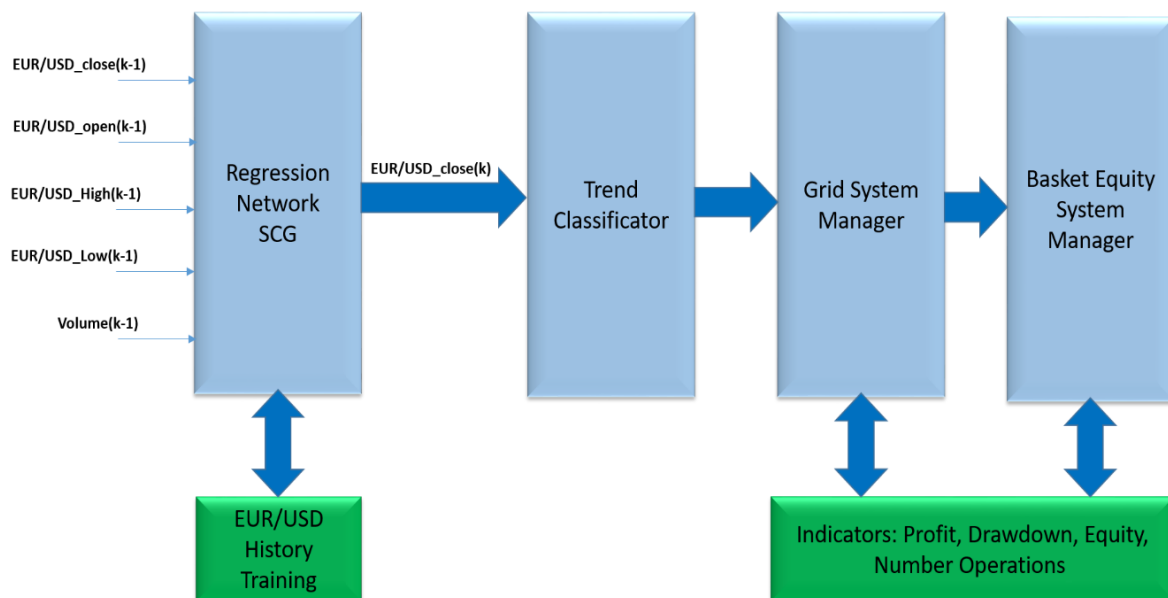 EUR/USD_close(k-1)
EUR/USD_open(k-1)
EUR/USD_High(k-1)
EUR/USD_Low(k-1)
Volume(k-1)
Regression
Network
SCG
EUR/USD_close(k)
Trend
Classificator
Grid System
Manager
Basket Equity
System
Manager
EUR/USD
History
Training
Indicators: Profit, Drawdown, Equity,
Number Operations